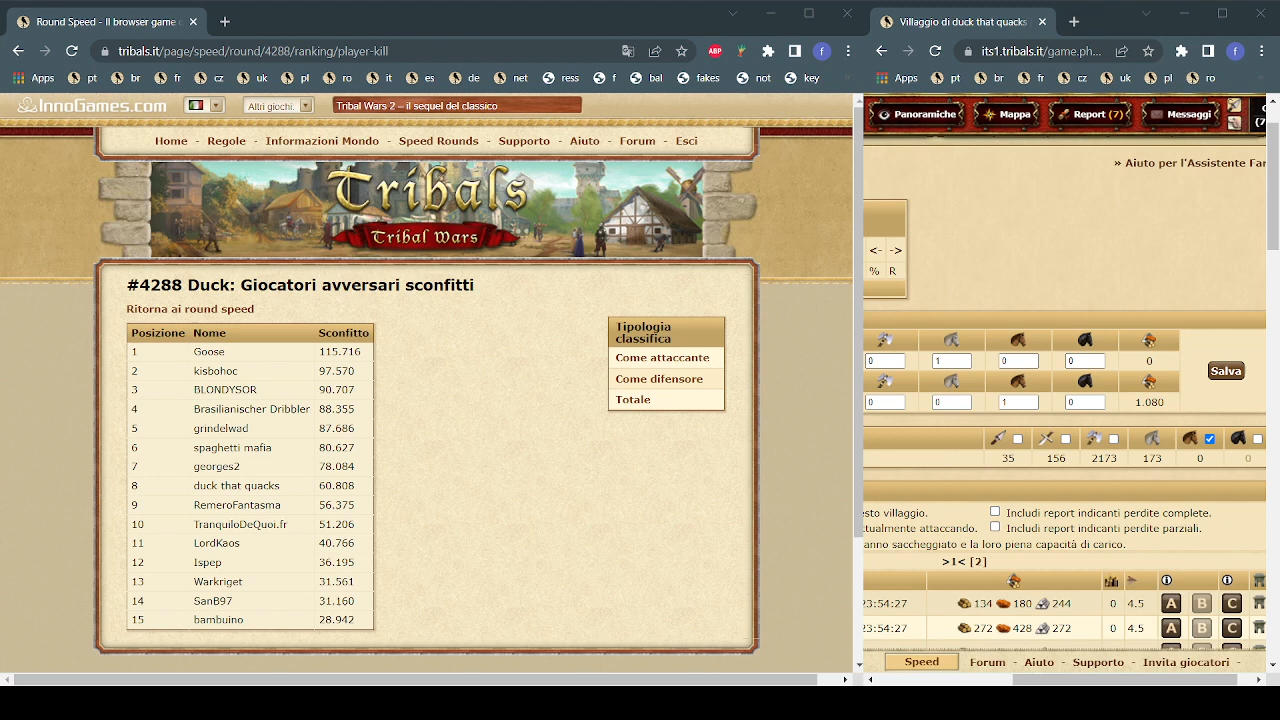 Round Speed - Il browser game
Villaggio di duck that quacks
tribals.it/page/speed/round/4288/ranking/player-kill
ABP
f
its1.tribals.it/game.ph...
f
Apps pt br fr cz uk pl ro it es de net ress f bal fakes not key
Apps pt br fr cz uk pl ro
InnoGames.com
Altri giochi:
Tribal Wars 2 – il sequel del classico
Panoramiche
Mappa
Report (7)
Messaggi
Home - Regole - Informazioni Mondo - Speed Rounds - Supporto - Aiuto - Forum - Esci
» Aiuto per l'Assistente Far
Tribals
Tribal Wars
<- ->
% R
#4288 Duck: Giocatori avversari sconfitti
Ritorna ai round speed
Posizione Nome Sconfitto
1 Goose 115.716
2 kisbohoc 97.570
3 BLONDYSOR 90.707
4 Brasilianischer Dribbler 88.355
5 grindelwad 87.686
6 spaghetti mafia 80.627
7 georges2 78.084
8 duck that quacks 60.808
9 RemeroFantasma 56.375
10 TranquiloDeQuoi.fr 51.206
11 LordKaos 40.766
12 Ispep 36.195
13 Warkriget 31.561
14 SanB97 31.160
15 bambuino 28.942
Tipologia
classifica
Come attaccante
Come difensore
Totale
0 1 0 0 0
Salva
0 0 1 0 1.080
35 156 2173 173 0 0
esto villaggio. Includi report indicanti perdite complete.
ctualmente attaccando. Includi report indicanti perdite parziali.
anno saccheggiato e la loro piena capacità di carico.
>1< [2]
23:54:27 134 180 244 0 4.5 A B C
23:54:27 272 428 272 0 4.5 A B C
Speed Forum - Aiuto - Supporto - Invita giocatori -